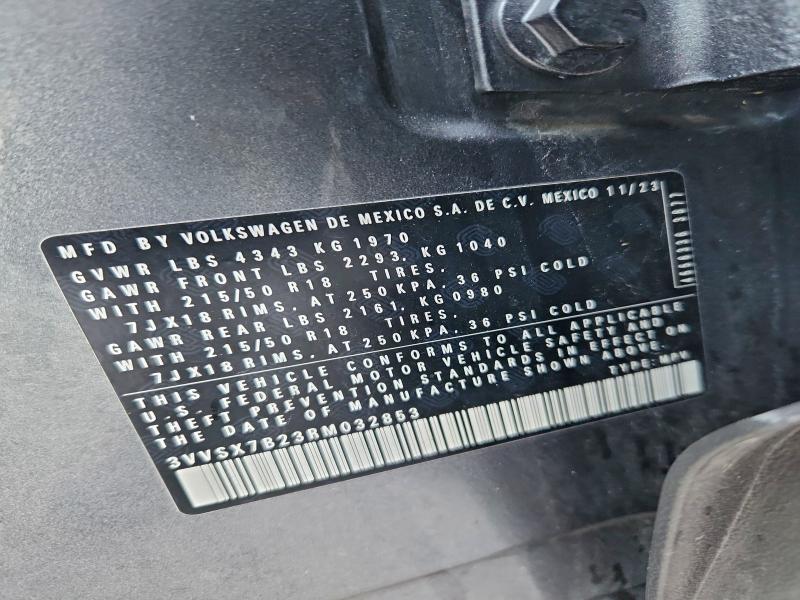 MFD BY VOLKSWAGEN DE MEXICO S.A. DE C.V. MEXICO 11/23
GVWR LBS 4343 KG 1970
GAWR FRONT LBS 2293. KG 1040
WITH 215/50 R18 TIRES.
7JX18 RIMS. AT 250 KPA. 36 PSI COLD
GAWR REAR LBS 2161. KG 0980
WITH 215/50 R18 TIRES.
7JX18 RIMS. AT 250 KPA. 36 PSI COLD
THIS VEHICLE CONFORMS TO ALL APPLICABLE
U.S. FEDERAL MOTOR VEHICLE SAFETY AND
THEFT PREVENTION STANDARDS IN EFFECT ON
THE DATE OF MANUFACTURE SHOWN ABOVE.
3VVSX7B23RM032853 TYPE: MPV